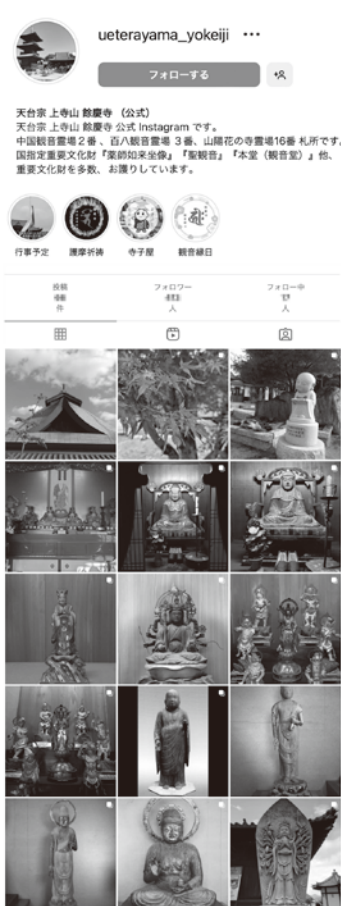 ueterayama_yokeiji
フォローする
天台宗 上寺山 餘慶寺 （公式）
天台宗 上寺山 餘慶寺 公式 Instagram です。
中国観音霊場２番 、百八観音霊場 ３番、山陽花の寺霊場16番 札所です。
国指定重要文化財『薬師如来坐像』『聖観音』『本堂（観音堂）』他、
重要文化財を多数、お護りしています。
行事予定 護摩祈祷 寺子屋 観音縁日
投稿 フォロワー フォロー中
件 人 人